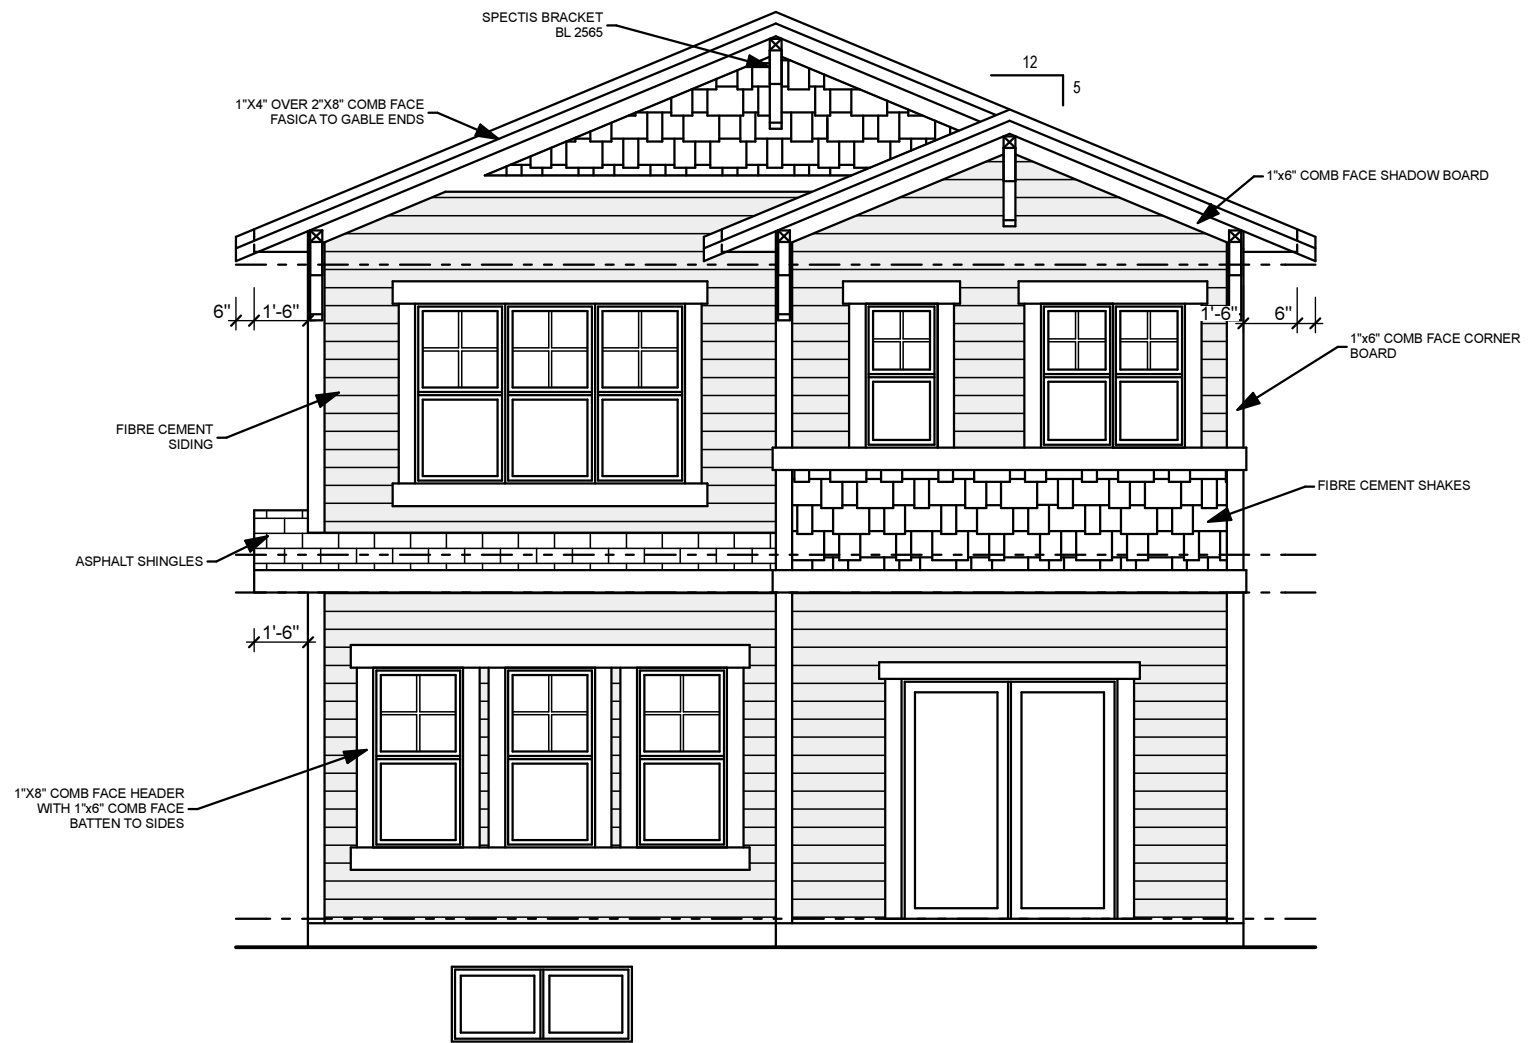 SPECTIS BRACKET
BL 2565
12
5
1"X4" OVER 2"X8" COMB FACE
FASICA TO GABLE ENDS
1"x6" COMB FACE SHADOW BOARD
6"
1'-6"
1'-6"
6"
1"x6" COMB FACE CORNER
BOARD
FIBRE CEMENT
SIDING
FIBRE CEMENT SHAKES
ASPHALT SHINGLES
1'-6"
1"X8" COMB FACE HEADER
WITH 1"x6" COMB FACE
BATTEN TO SIDES